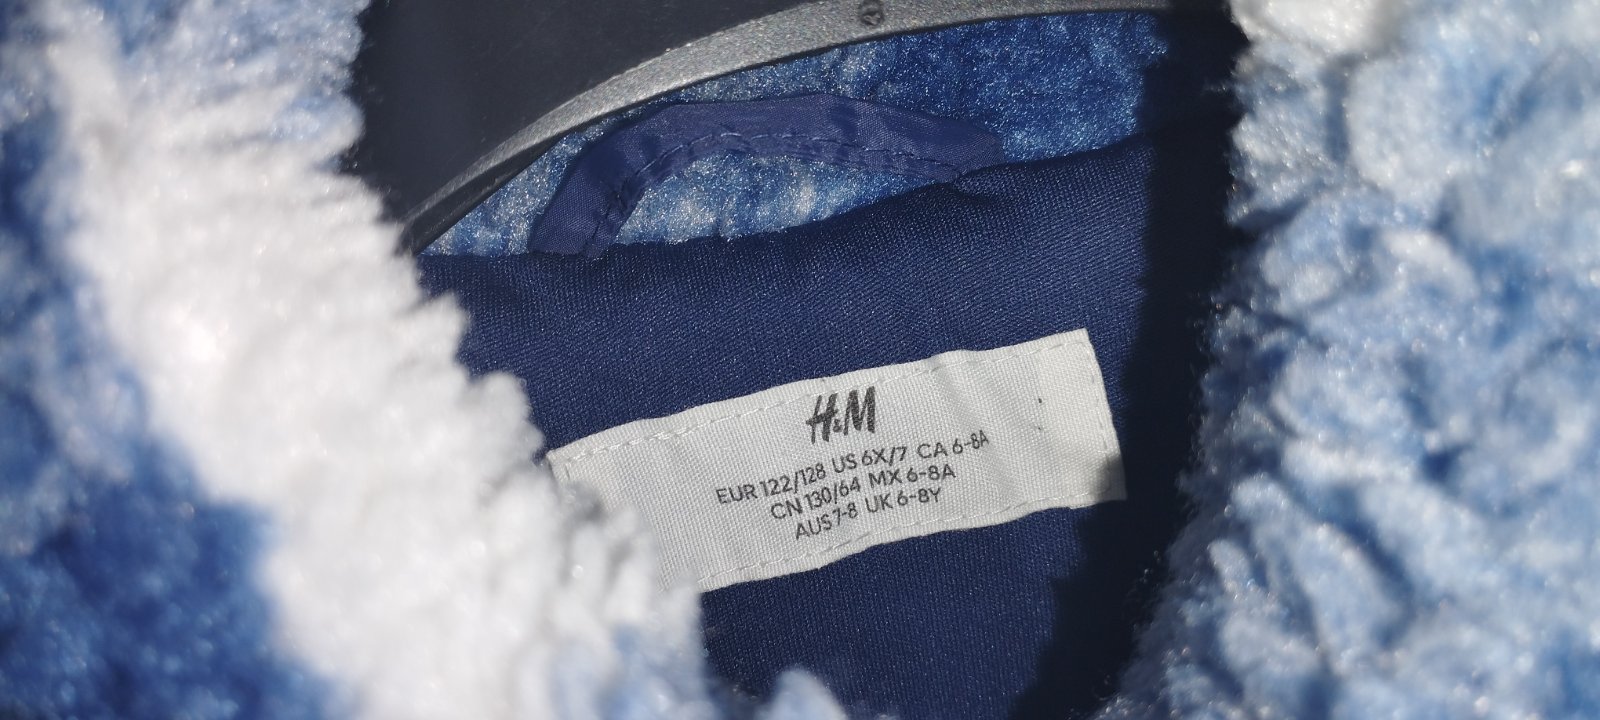 H&M
EUR 122/128 US 6X/7 CA 6-8A
CN 130/64 MX 6-8A
AUS 7-8 UK 6-8Y